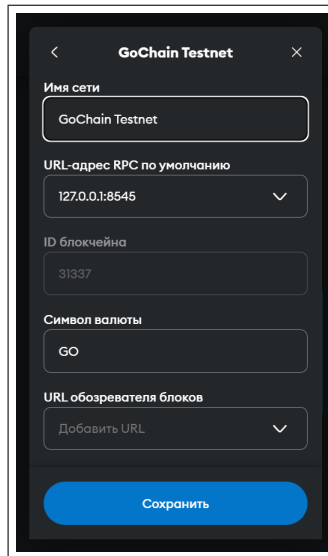 GoChain Testnet
Имя сети
GoChain Testnet
URL-адрес RPC по умолчанию
127.0.0.1:8545
ID блокчейна
31337
Символ валюты
GO
URL обозревателя блоков
Добавить URL
Сохранить